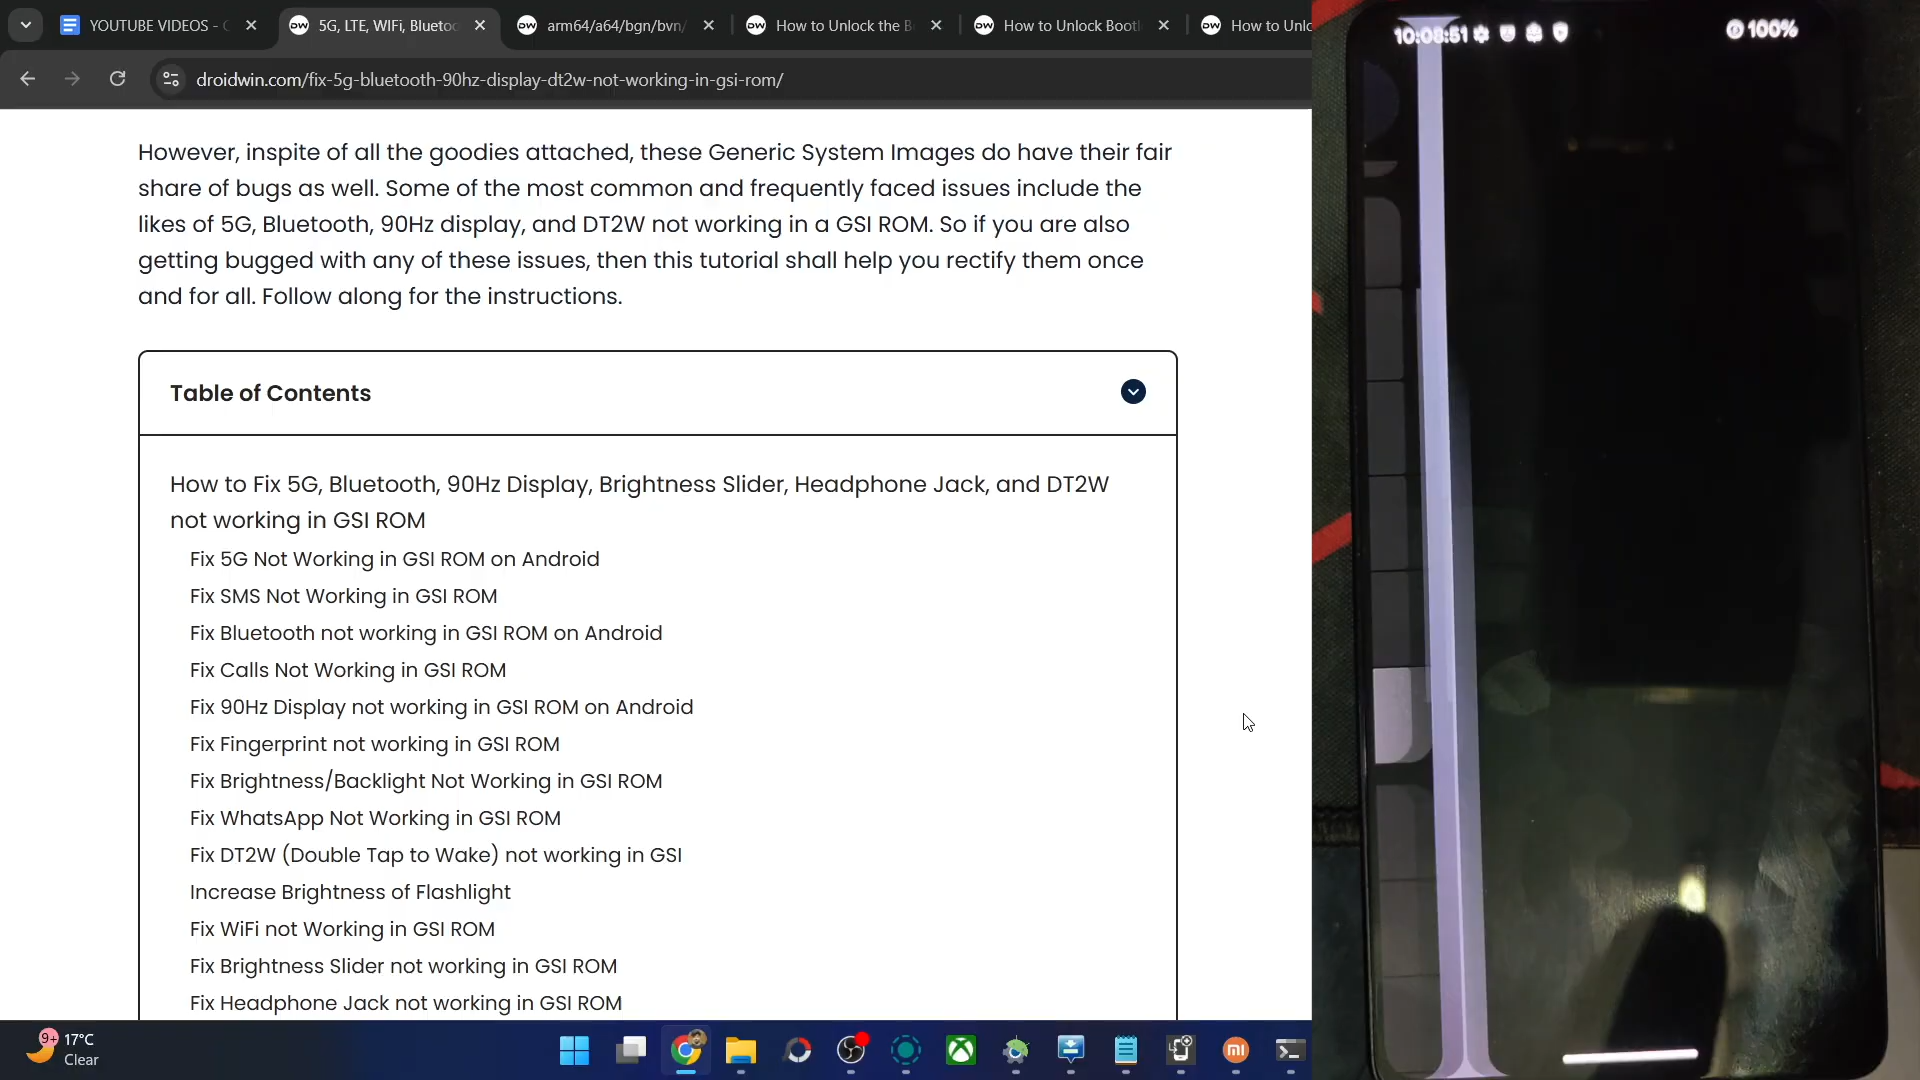 YOUTUBE VIDEOS -
5G, LTE, WIFi, Bluetoo
arm64/a64/bgn/bvn/
How to Unlock the B
How to Unlock Bootl
How to Unlo
droidwin.com/fix-5g-bluetooth-90hz-display-dt2w-not-working-in-gsi-rom/
However, inspite of all the goodies attached, these Generic System Images do have their fair
share of bugs as well. Some of the most common and frequently faced issues include the
likes of 5G, Bluetooth, 90Hz display, and DT2W not working in a GSI ROM. So if you are also
getting bugged with any of these issues, then this tutorial shall help you rectify them once
and for all. Follow along for the instructions.
Table of Contents
How to Fix 5G, Bluetooth, 90Hz Display, Brightness Slider, Headphone Jack, and DT2W
not working in GSI ROM
Fix 5G Not Working in GSI ROM on Android
Fix SMS Not Working in GSI ROM
Fix Bluetooth not working in GSI ROM on Android
Fix Calls Not Working in GSI ROM
Fix 90Hz Display not working in GSI ROM on Android
Fix Fingerprint not working in GSI ROM
Fix Brightness/Backlight Not Working in GSI ROM
Fix WhatsApp Not Working in GSI ROM
Fix DT2W (Double Tap to Wake) not working in GSI
Increase Brightness of Flashlight
Fix WiFi not Working in GSI ROM
Fix Brightness Slider not working in GSI ROM
Fix Headphone Jack not working in GSI ROM
9+
17°C
Clear
mi
10:08:51
100%